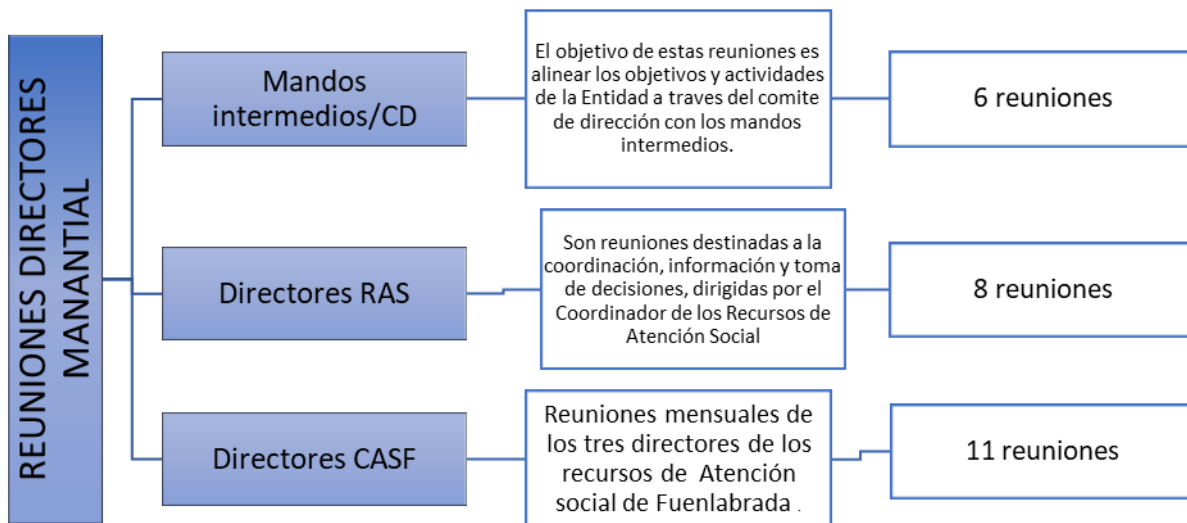 REUNIONES DIRECTORES
MANANTIAL
Mandos
intermedios/CD
El objetivo de estas reuniones es
alinear los objetivos y actividades
de la Entidad a traves del comite
de dirección con los mandos
intermedios.
6 reuniones
Directores RAS
Son reuniones destinadas a la
coordinación, información y toma
de decisiones, dirigidas por el
Coordinador de los Recursos de
Atención Social
8 reuniones
Directores CASF
Reuniones mensuales de
los tres directores de los
recursos de Atención
social de Fuenlabrada .
11 reuniones